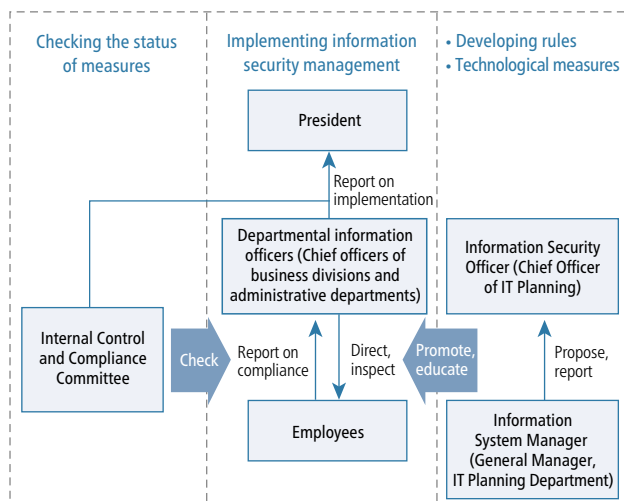 Checking the status
of measures
Implementing information
security management
• Developing rules
• Technological measures
President
Report on
implementation
Departmental information
officers (Chief officers of
business divisions and
administrative departments)
Information Security
Officer (Chief Officer
of IT Planning)
Internal Control
and Compliance
Committee
Check
Report on
compliance
Direct,
inspect
Promote,
educate
Propose,
report
Employees
Information
System Manager
(General Manager,
IT Planning Department)